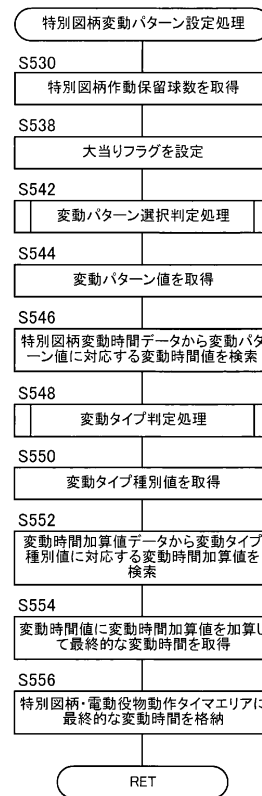 特別図柄変動パターン設定処理
S530
特別図柄作動保留球数を取得
S538
大当りフラグを設定
S542
変動パターン選択判定処理
S544
変動パターン値を取得
S546
特別図柄変動時間データから変動パタ
ーン値に対応する変動時間値を検索
S548
変動タイプ判定処理
S550
変動タイプ種別値を取得
S552
変動時間加算値データから変動タイプ
種別値に対応する変動時間加算値を
検索
S554
変動時間値に変動時間加算値を加算し
て最終的な変動時間を取得
S556
特別図柄・電動役物動作タイマエリアに
最終的な変動時間を格納
RET